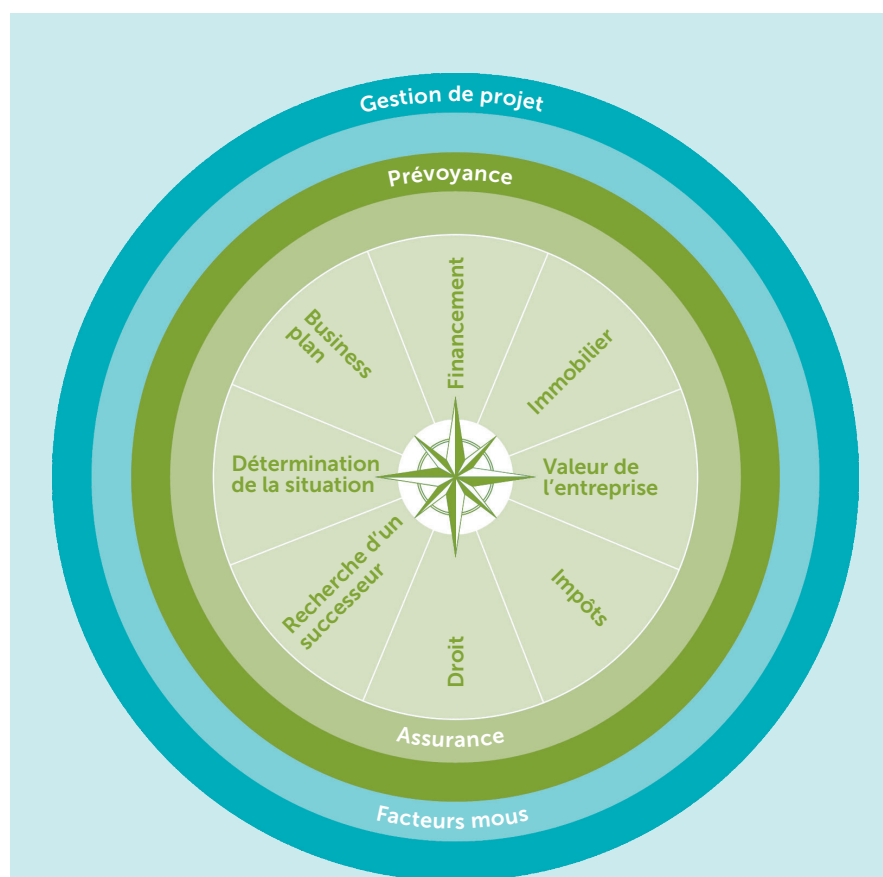 Gestion de projet
Prévoyance
Financement
Immobilier
Valeur de
l'entreprise
Impôts
Droit
Recherche d'un
successeur
Détermination
de la situation
Business
plan
Assurance
Facteurs mous